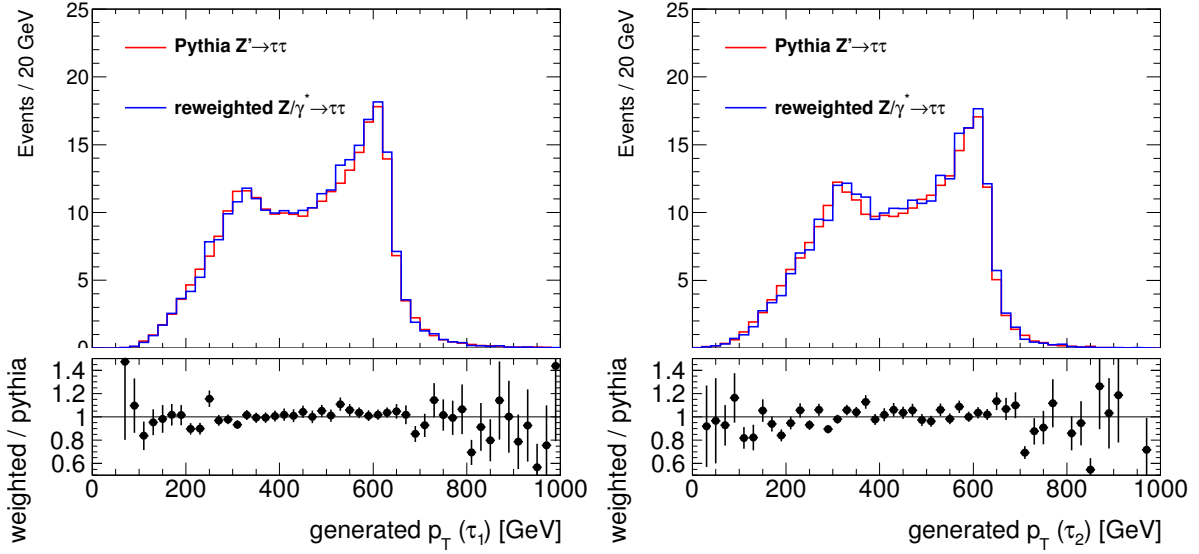 Events / 20 GeV
25
20
15
10
5
0
Pythia Z'→ττ
reweighted Z/γ*→ττ
weighted / pythia
1.4
1.2
1
0.8
0.6
0 200 400 600 800 1000
generated p_T (τ_1) [GeV]
Events / 20 GeV
25
20
15
10
5
0
Pythia Z'→ττ
reweighted Z/γ*→ττ
weighted / pythia
1.4
1.2
1
0.8
0.6
0 200 400 600 800 1000
generated p_T (τ_2) [GeV]